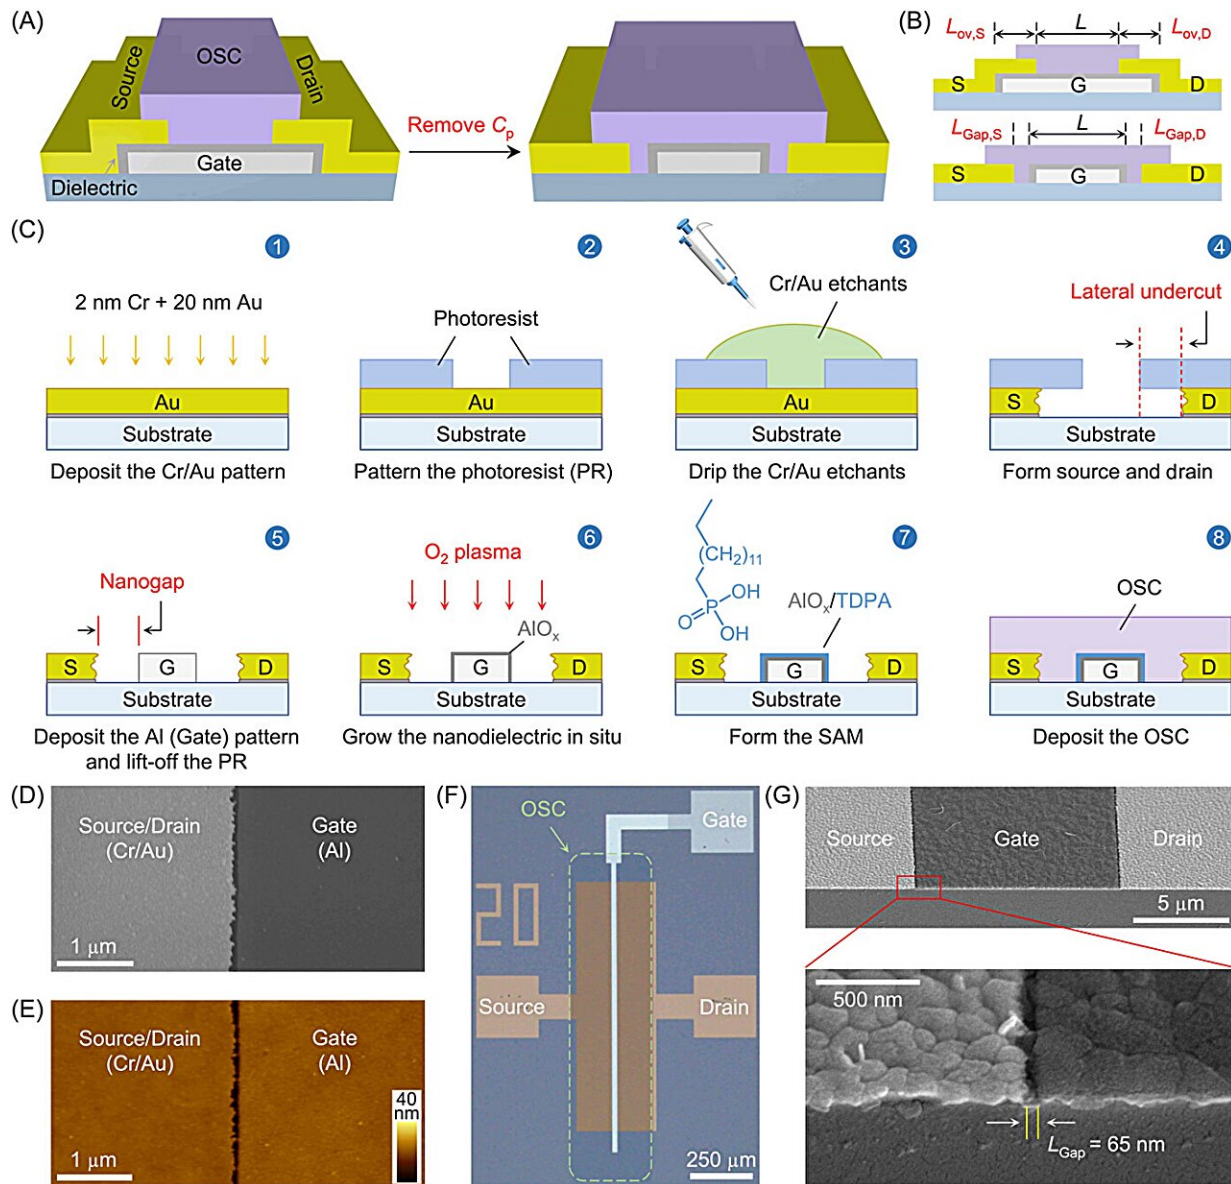 (A)
Source
OSC
Drain
Gate
Dielectric
Remove Cp
(B)
Lov,S
L
Lov,D
S
G
D
LGap,S
L
LGap,D
S
G
D
(C)
1
2 nm Cr + 20 nm Au
Au
Substrate
Deposit the Cr/Au pattern
2
Photoresist
Au
Substrate
Pattern the photoresist (PR)
3
Cr/Au etchants
Au
Substrate
Drip the Cr/Au etchants
4
Lateral undercut
S
D
Substrate
Form source and drain
5
Nanogap
S
G
D
Substrate
Deposit the Al (Gate) pattern
and lift-off the PR
6
O2 plasma
AlOx
S
G
D
Substrate
Grow the nanodielectric in situ
7
(CH2)11
OH
P
O
OH
AlOx/TDPA
S
G
D
Substrate
Form the SAM
8
OSC
S
G
D
Substrate
Deposit the OSC
(D)
Source/Drain
(Cr/Au)
Gate
(Al)
1 μm
(E)
Source/Drain
(Cr/Au)
Gate
(Al)
40
nm
0
1 μm
(F)
OSC
Gate
20
Source
Drain
250 μm
(G)
Source
Gate
Drain
5 μm
500 nm
LGap = 65 nm